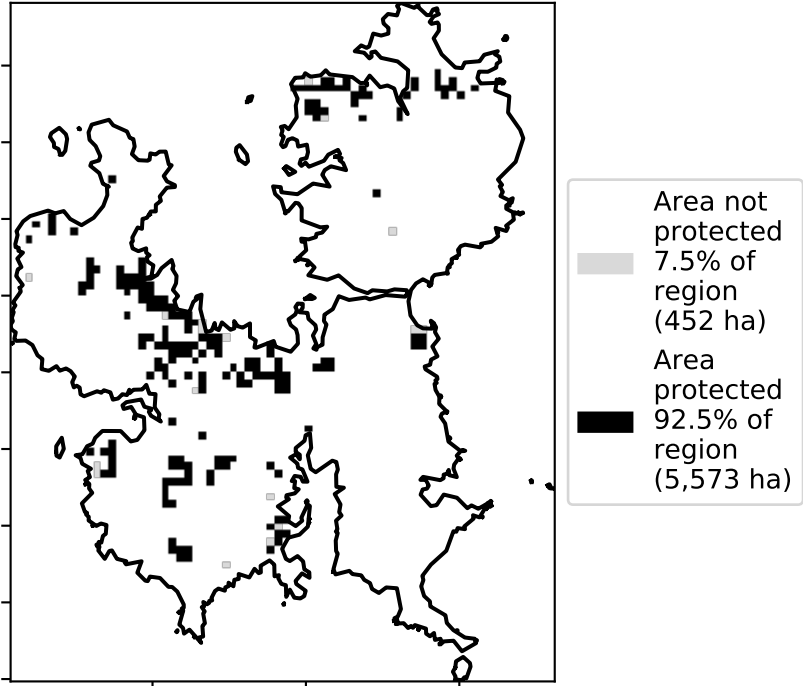 Area not
protected
7.5% of
region
(452 ha)
Area
protected
92.5% of
region
(5,573 ha)